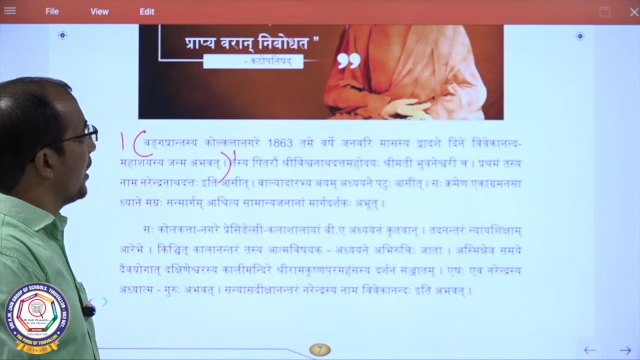 File View Edit
प्राप्य वरान् निबोधत"
- कठोपनिषद्
वङ्गप्रान्तस्य कोल्कत्तानगरे 1863 तमे वर्षे जनवरि मासस्य द्वादशे दिने विवेकानन्द-
महाशयस्य जन्म अभवत् । तस्य पितरौ श्रीविश्वनाथदत्तमहोदयः श्रीमती भुवनेश्वरी च । प्रथमं तस्य
नाम नरेन्द्रनाथदत्तः इति आसीत् । बाल्यादारभ्य अयम् अध्ययने पटुः आसीत् । सः क्रमेण एकाग्रमनसा
ध्याने मग्नः सन्मार्गम् आश्रित्य सामान्यजनानां मार्गदर्शकः अभूत् ।
सः कोलकत्ता-नगरे प्रेसिडेन्सी-कलाशालायां बी.ए अध्ययनं कृतवान् । तदनन्तरं न्यायशिक्षाम्
आरेभे । किञ्चित् कालानन्तरं तस्य आत्मविषयक - अध्ययने अभिरुचिः जाता । अस्मिन्नेव समये
दैवयोगात् दक्षिणेश्वरस्य कालीमन्दिरे श्रीरामकृष्णपरमहंसस्य दर्शनं सञ्जातम् । एषः एव नरेन्द्रस्य
अध्यात्म - गुरुः अभवत् । सन्यासदीक्षानन्तरं नरेन्द्रस्य नाम विवेकानन्दः इति अभवत् ।
7